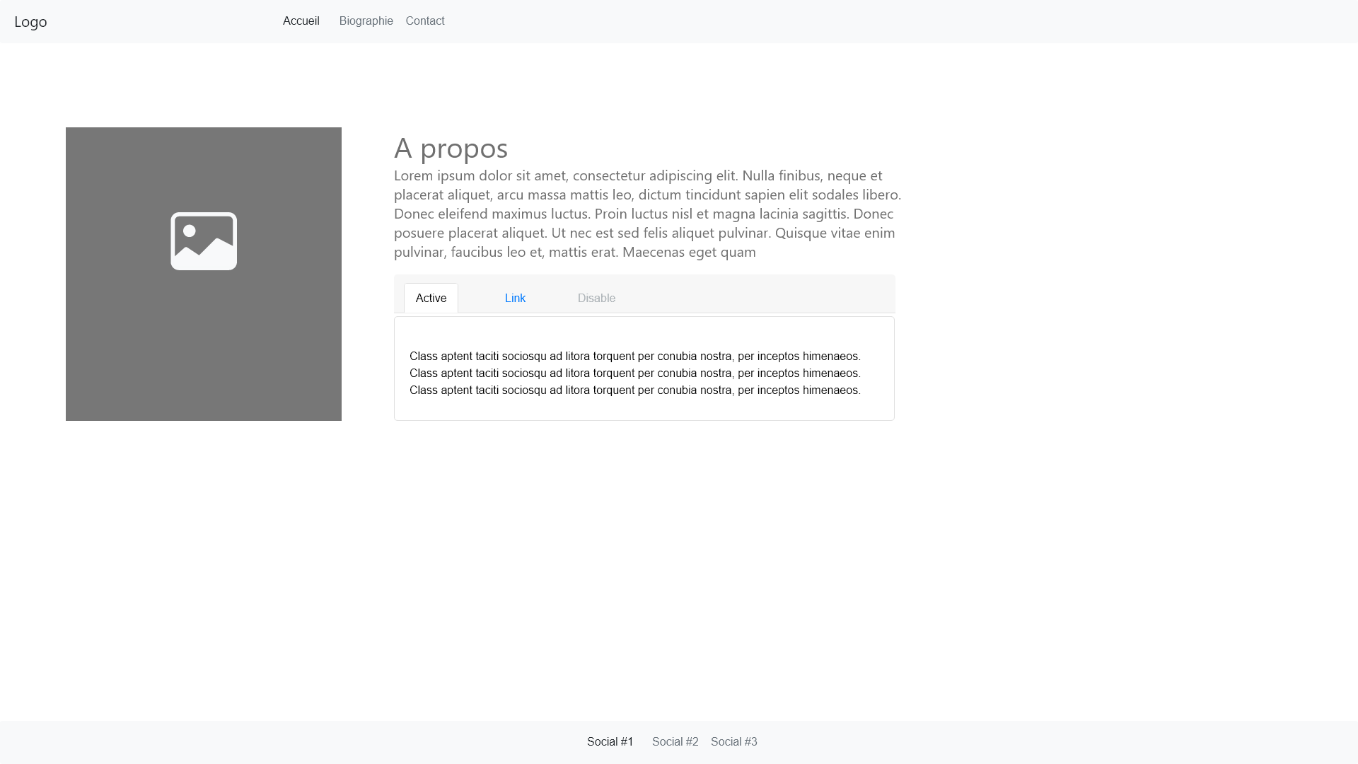 Logo
Accueil Biographie Contact
A propos
Lorem ipsum dolor sit amet, consectetur adipiscing elit. Nulla finibus, neque et
placerat aliquet, arcu massa mattis leo, dictum tincidunt sapien elit sodales libero.
Donec eleifend maximus luctus. Proin luctus nisl et magna lacinia sagittis. Donec
posuere placerat aliquet. Ut nec est sed felis aliquet pulvinar. Quisque vitae enim
pulvinar, faucibus leo et, mattis erat. Maecenas eget quam
Active Link Disable
Class aptent taciti sociosqu ad litora torquent per conubia nostra, per inceptos himenaeos.
Class aptent taciti sociosqu ad litora torquent per conubia nostra, per inceptos himenaeos.
Class aptent taciti sociosqu ad litora torquent per conubia nostra, per inceptos himenaeos.
Social #1 Social #2 Social #3